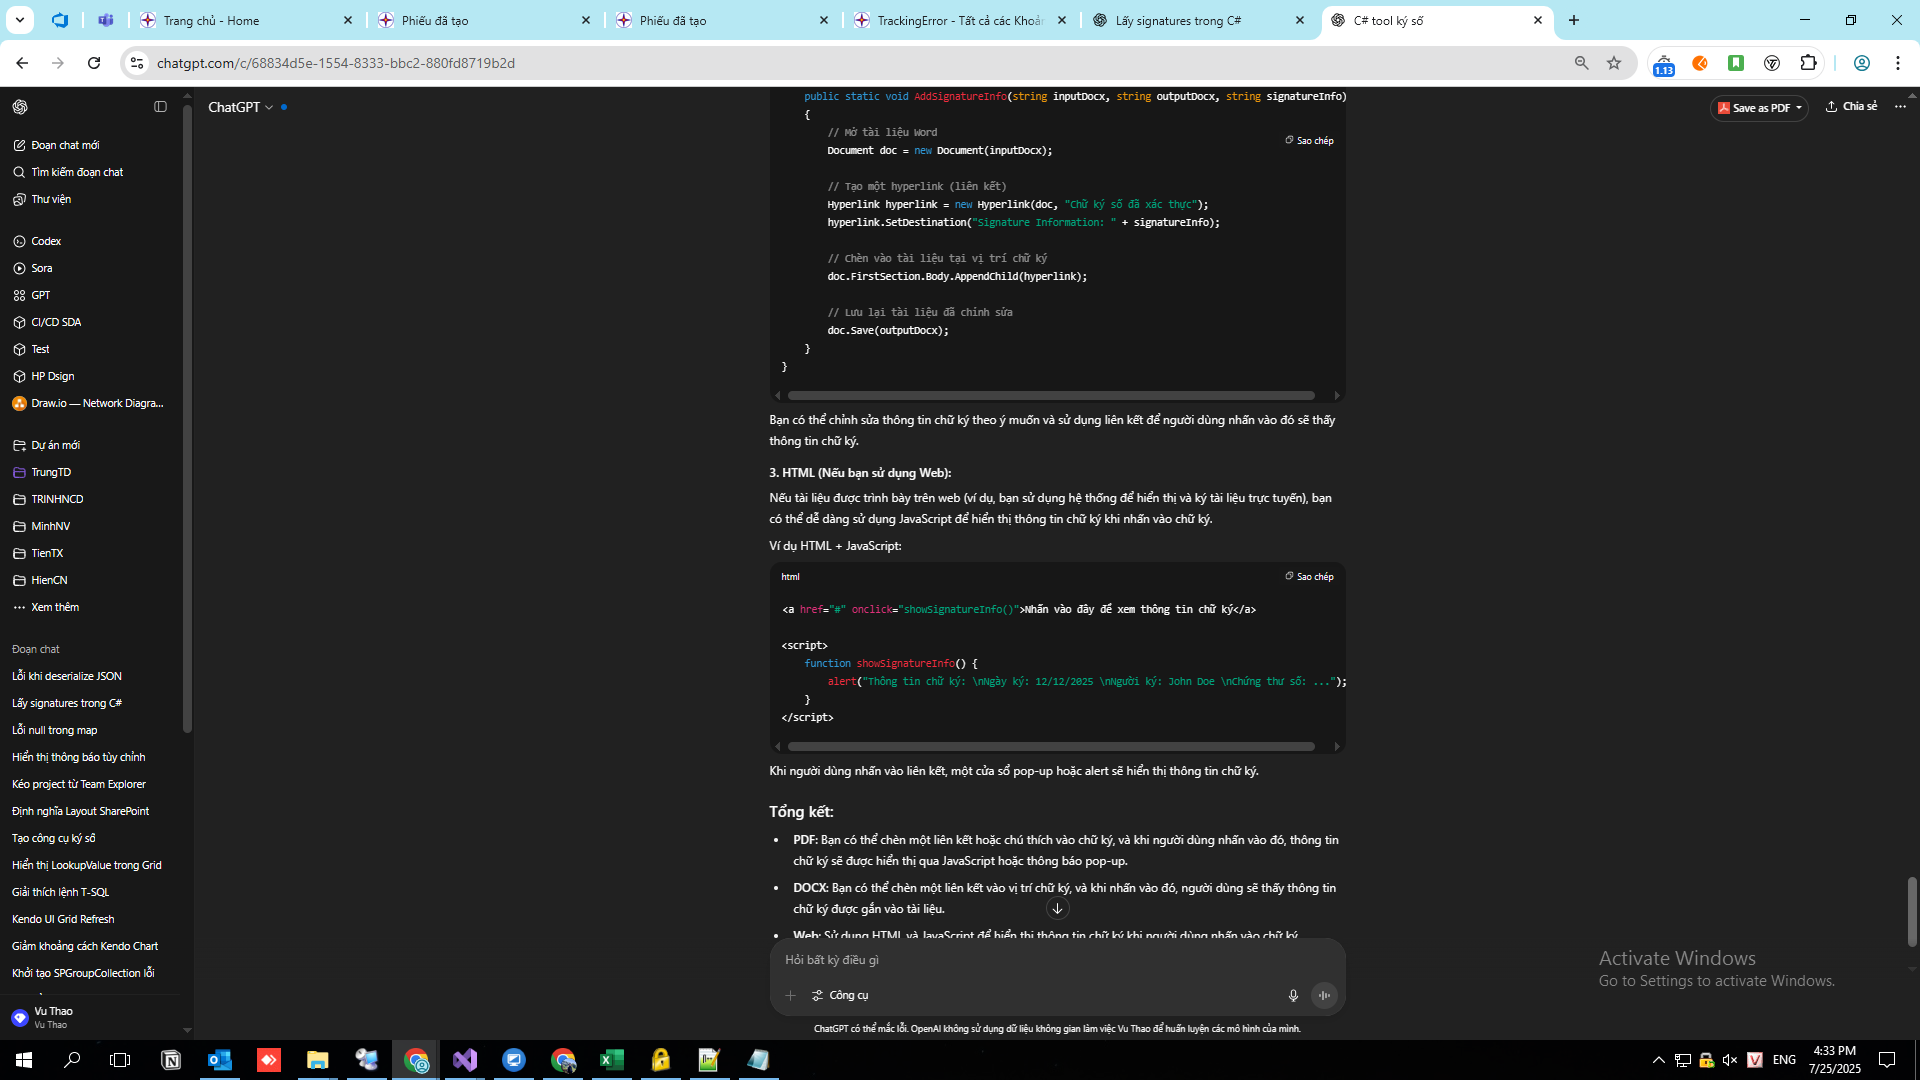 Trang chủ - Home
Phiếu đã tạo
Phiếu đã tạo
TrackingError - Tất cả các Khoản
Lấy signatures trong C#
C# tool ký số
chatgpt.com/c/68834d5e-1554-8333-bbc2-880fd8719b2d
1.13
ChatGPT
Save as PDF
Chia sẻ
Đoạn chat mới
Tìm kiếm đoạn chat
Thư viện
Codex
Sora
GPT
CI/CD SDA
Test
HP Dsign
Draw.io — Network Diagra...
Dự án mới
TrungTD
TRINHNCD
MinhNV
TienTX
HienCN
Xem thêm
Đoạn chat
Lỗi khi deserialize JSON
Lấy signatures trong C#
Lỗi null trong map
Hiển thị thông báo tùy chỉnh
Kéo project từ Team Explorer
Định nghĩa Layout SharePoint
Tạo công cụ ký số
Hiển thị LookupValue trong Grid
Giải thích lệnh T-SQL
Kendo UI Grid Refresh
Giảm khoảng cách Kendo Chart
Khởi tạo SPGroupCollection lỗi
Vu Thao
Vu Thao
public static void AddSignatureInfo(string inputDocx, string outputDocx, string signatureInfo)
{
// Mở tài liệu Word
Sao chép
Document doc = new Document(inputDocx);
// Tạo một hyperlink (liên kết)
Hyperlink hyperlink = new Hyperlink(doc, "Chữ ký số đã xác thực");
hyperlink.SetDestination("Signature Information: " + signatureInfo);
// Chèn vào tài liệu tại vị trí chữ ký
doc.FirstSection.Body.AppendChild(hyperlink);
// Lưu lại tài liệu đã chỉnh sửa
doc.Save(outputDocx);
}
}
Bạn có thể chỉnh sửa thông tin chữ ký theo ý muốn và sử dụng liên kết để người dùng nhấn vào đó sẽ thấy
thông tin chữ ký.
3. HTML (Nếu bạn sử dụng Web):
Nếu tài liệu được trình bày trên web (ví dụ, bạn sử dụng hệ thống để hiển thị và ký tài liệu trực tuyến), bạn
có thể dễ dàng sử dụng JavaScript để hiển thị thông tin chữ ký khi nhấn vào chữ ký.
Ví dụ HTML + JavaScript:
html
Sao chép
<a href="#" onclick="showSignatureInfo()">Nhấn vào đây để xem thông tin chữ ký</a>
<script>
function showSignatureInfo() {
alert("Thông tin chữ ký: \nNgày ký: 12/12/2025 \nNgười ký: John Doe \nChứng thư số: ...");
}
</script>
Khi người dùng nhấn vào liên kết, một cửa sổ pop-up hoặc alert sẽ hiển thị thông tin chữ ký.
Tổng kết:
• PDF: Bạn có thể chèn một liên kết hoặc chú thích vào chữ ký, và khi người dùng nhấn vào đó, thông tin
chữ ký sẽ được hiển thị qua JavaScript hoặc thông báo pop-up.
• DOCX: Bạn có thể chèn một liên kết vào vị trí chữ ký, và khi nhấn vào đó, người dùng sẽ thấy thông tin
chữ ký được gắn vào tài liệu.
• Web: Sử dụng HTML và JavaScript để hiển thị thông tin chữ ký khi người dùng nhấn vào chữ ký.
Hỏi bất kỳ điều gì
Công cụ
ChatGPT có thể mắc lỗi. OpenAI không sử dụng dữ liệu không gian làm việc Vu Thao để huấn luyện các mô hình của mình.
Activate Windows
Go to Settings to activate Windows.
ENG
4:33 PM
7/25/2025